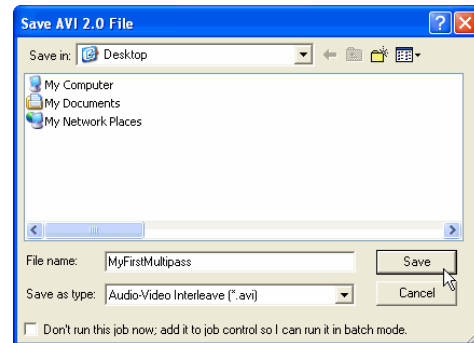 Save AVI 2.0 File
Save in: Desktop
My Computer
My Documents
My Network Places
File name: MyFirstMultipass Save
Save as type: Audio-Video Interleave (*.avi) Cancel
Don't run this job now; add it to job control so I can run it in batch mode.